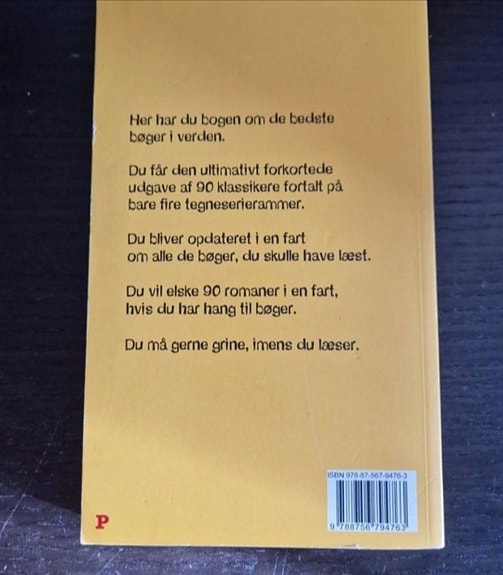 Her har du bogen om de bedste
bøger i verden.
Du får den ultimativt forkortede
udgave af 90 klassikere fortalt på
bare fire tegneserierammer.
Du bliver opdateret i en fart
om alle de bøger, du skulle have læst.
Du vil elske 90 romaner i en fart,
hvis du har hang til bøger.
Du må gerne grine, imens du læser.
ISBN 978-87-567-9476-3
9 788756 794763
P